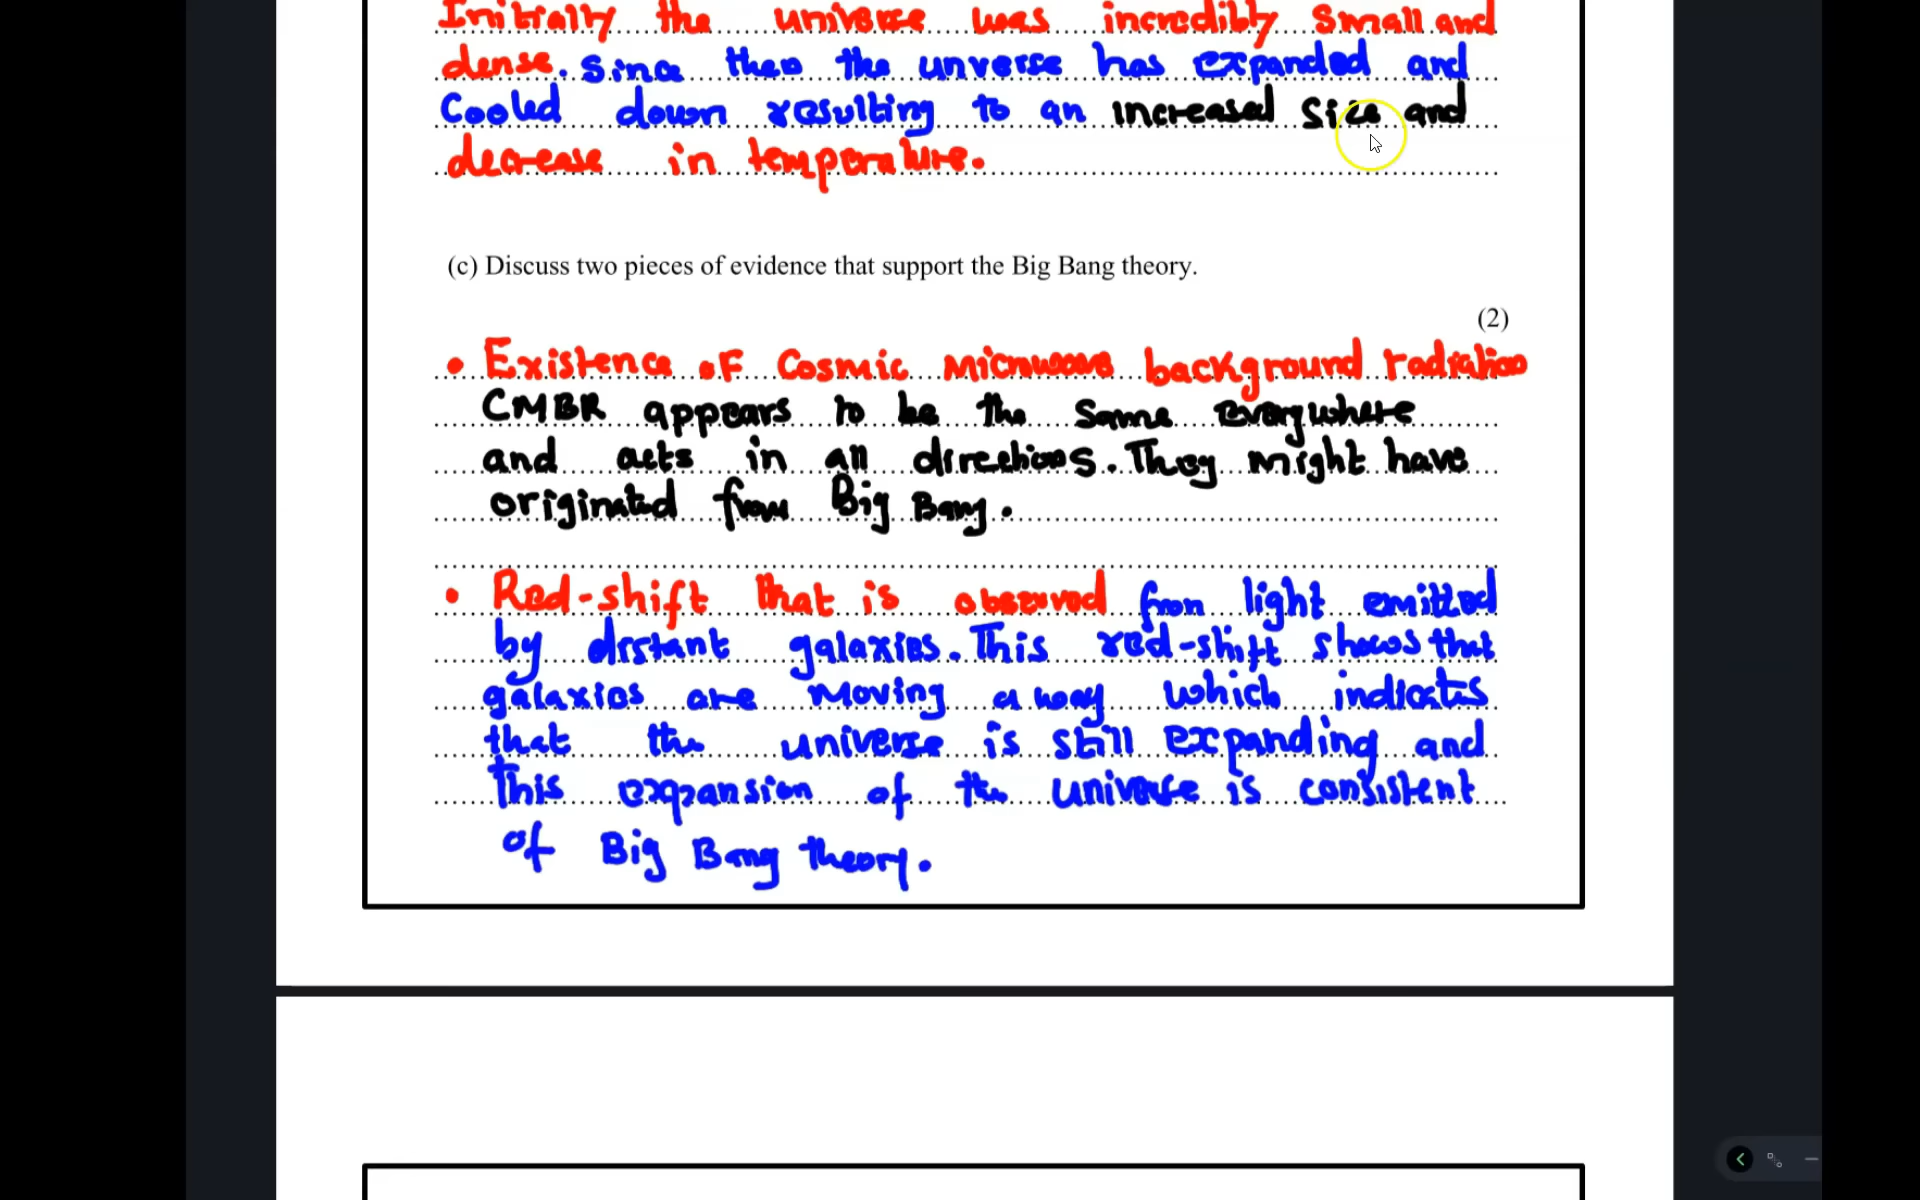 Initially the universe was incredibly small and
dense. Since then the unverse has expanded and
Cooled down resulting to an increased Size and
decrease in temperature.
(c) Discuss two pieces of evidence that support the Big Bang theory.
(2)
• Existence of Cosmic Microwave background radiation
CMBR appears to be the Same everywhere
and acts in all directions. They might have
originated from Big Bang.
• Red-shift that is observed from light emitted
by distant galaxies. This red-shift shows that
galaxies are moving away which indicates
that the universe is still expanding and
This expansion of the universe is consistent
of Big Bang theory.